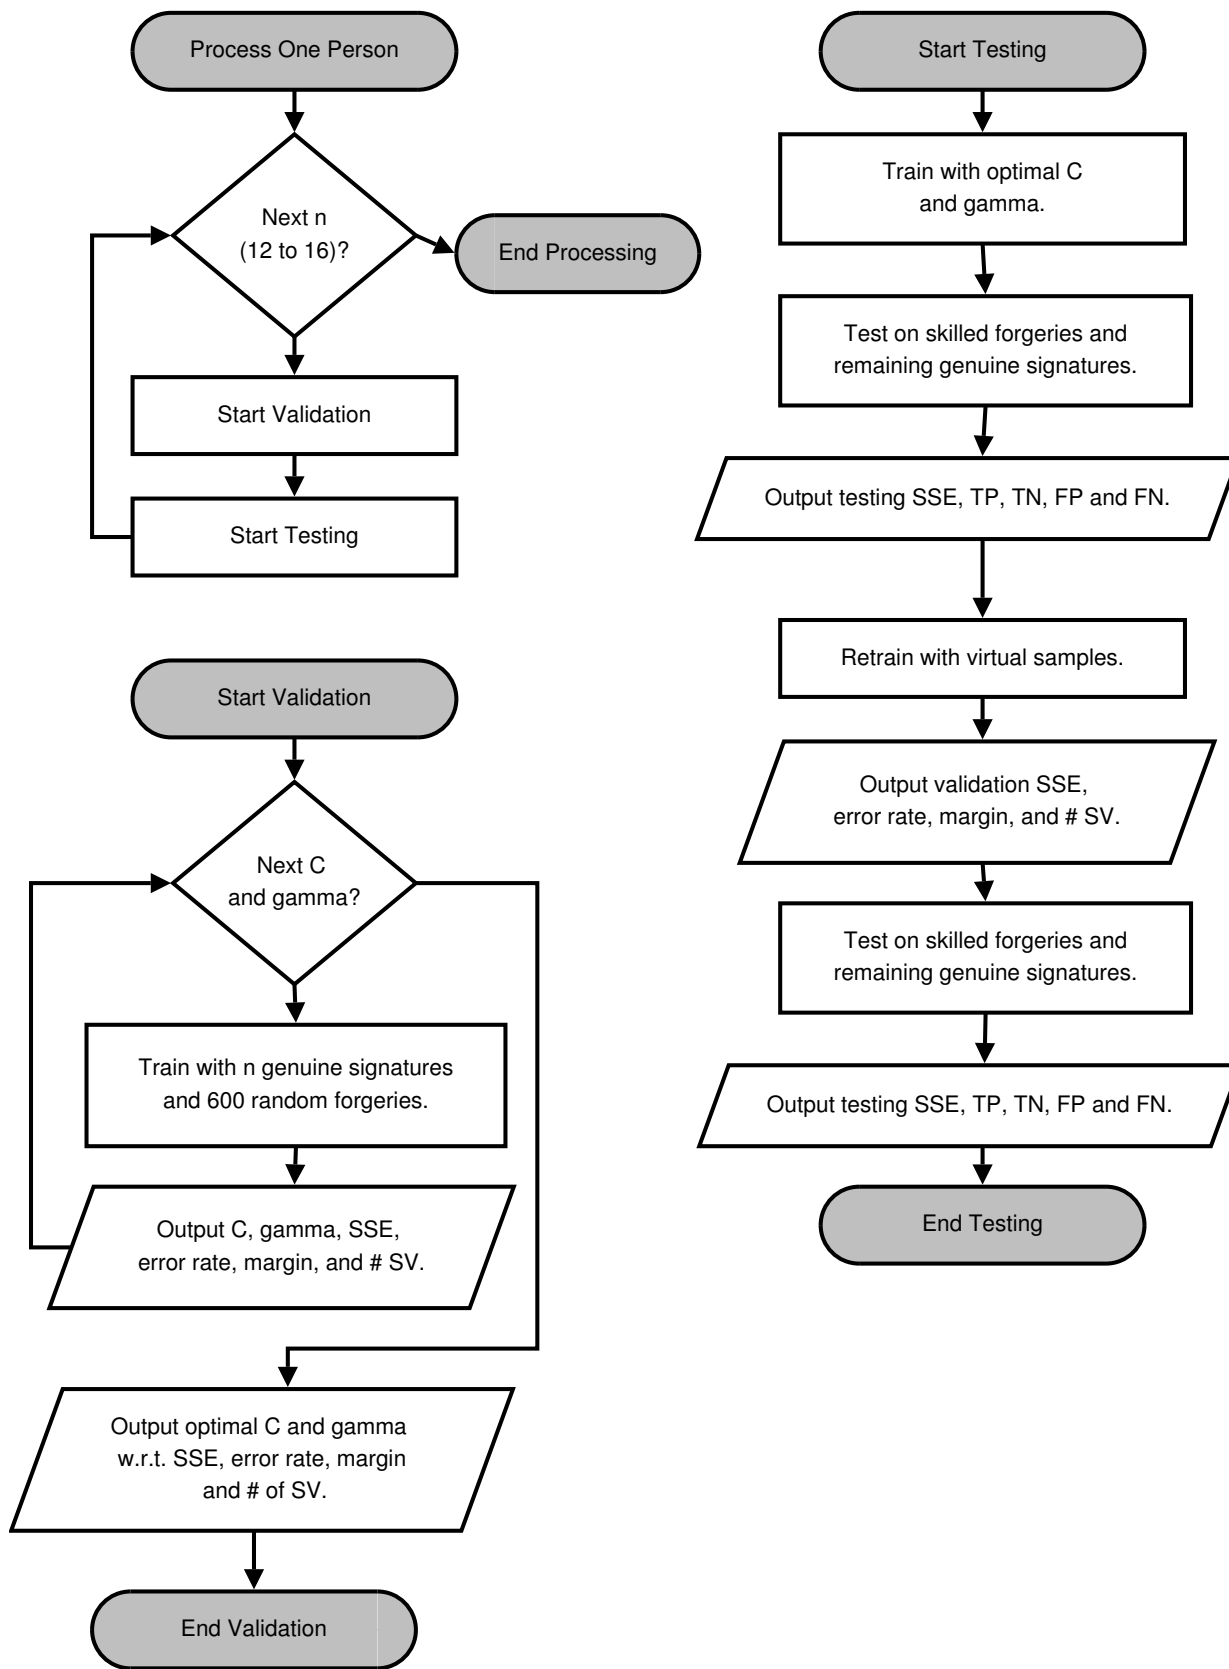 Process One Person
Next n
(12 to 16)?
End Processing
Start Validation
Start Testing
Start Validation
Next C
and gamma?
Train with n genuine signatures
and 600 random forgeries.
Output C, gamma, SSE,
error rate, margin, and # SV.
Output optimal C and gamma
w.r.t. SSE, error rate, margin
and # of SV.
End Validation
Start Testing
Train with optimal C
and gamma.
Test on skilled forgeries and
remaining genuine signatures.
Output testing SSE, TP, TN, FP and FN.
Retrain with virtual samples.
Output validation SSE,
error rate, margin, and # SV.
Test on skilled forgeries and
remaining genuine signatures.
Output testing SSE, TP, TN, FP and FN.
End Testing